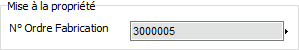 Mise à la propriété
N° Ordre Fabrication 3000005